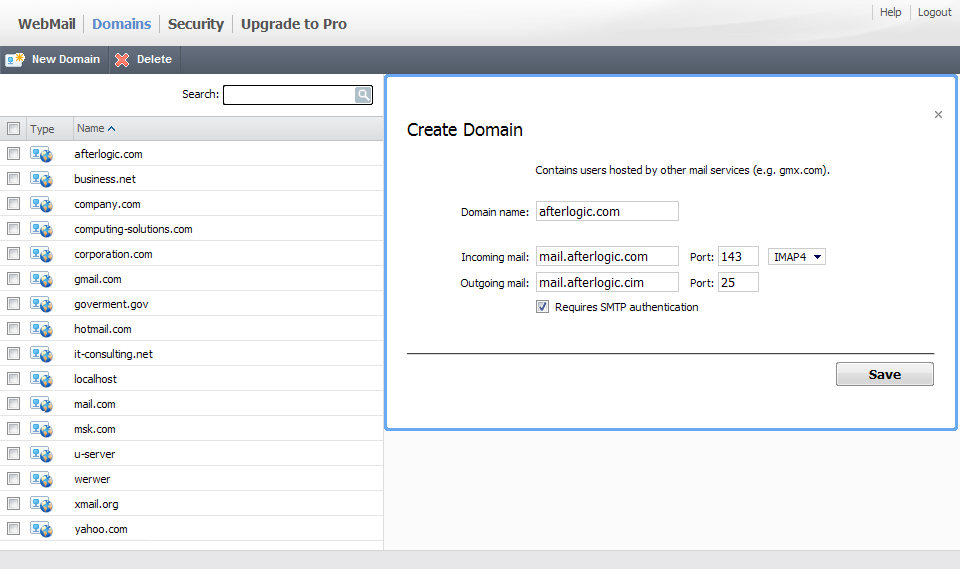 WebMail Domains Security Upgrade to Pro Help Logout
New Domain Delete
Search:
Type Name
afterlogic.com
business.net
company.com
computing-solutions.com
corporation.com
gmail.com
goverment.gov
hotmail.com
it-consulting.net
localhost
mail.com
msk.com
u-server
werwer
xmail.org
yahoo.com
×
Create Domain
Contains users hosted by other mail services (e.g. gmx.com).
Domain name: afterlogic.com
Incoming mail: mail.afterlogic.com Port: 143 IMAP4
Outgoing mail: mail.afterlogic.cim Port: 25
Requires SMTP authentication
Save